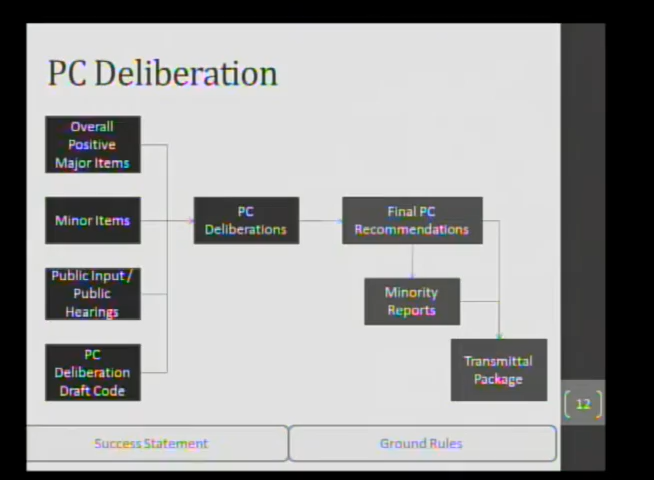 PC Deliberation
Overall
Positive
Major Items
Minor Items
Public Input /
Public
Hearings
PC
Deliberation
Draft Code
PC
Deliberations
Final PC
Recommendations
Minority
Reports
Transmittal
Package
12
Success Statement
Ground Rules